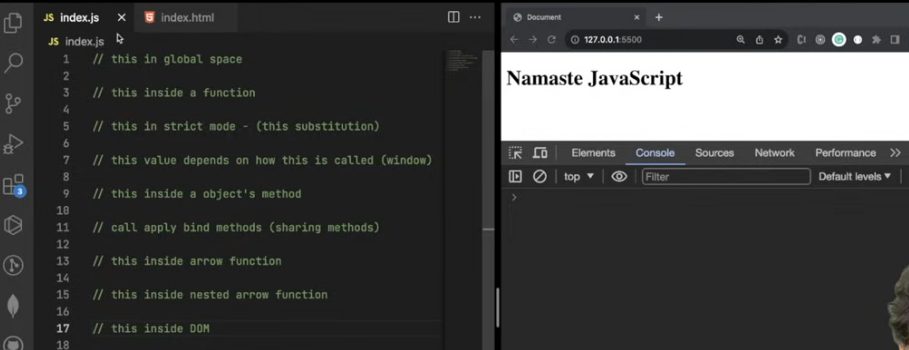 JS index.js
index.html
JS index.js
1 // this in global space
2
3 // this inside a function
4
5 // this in strict mode - (this substitution)
6
7 // this value depends on how this is called (window)
8
9 // this inside a object's method
10
11 // call apply bind methods (sharing methods)
12
13 // this inside arrow function
14
15 // this inside nested arrow function
16
17 // this inside DOM
18
3
Document
127.0.0.1:5500
Namaste JavaScript
Elements Console Sources Network Performance
top Filter Default levels